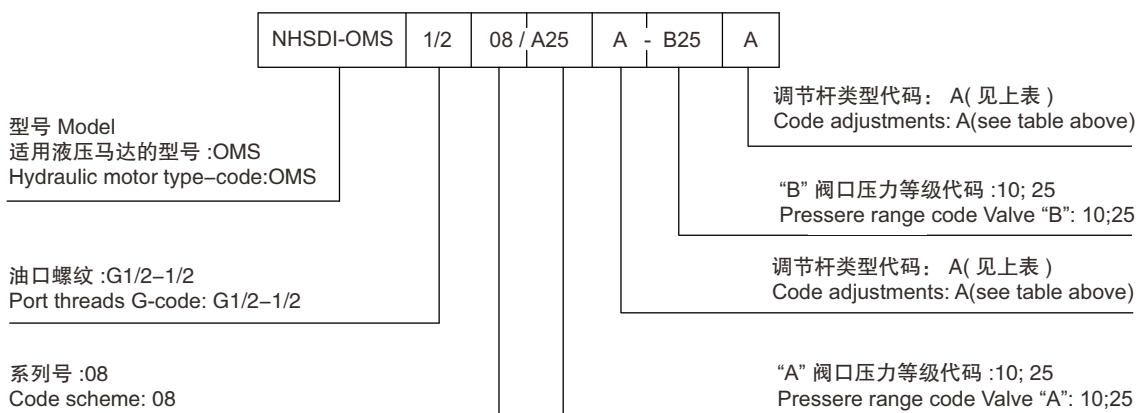 NHSDI-OMS 1/2 08 / A25 A - B25 A
型号 Model
适用液压马达的型号 :OMS
Hydraulic motor type–code:OMS
油口螺纹 :G1/2–1/2
Port threads G-code: G1/2–1/2
系列号 :08
Code scheme: 08
调节杆类型代码： A( 见上表 )
Code adjustments: A(see table above)
“B” 阀口压力等级代码 :10; 25
Pressere range code Valve “B”: 10;25
调节杆类型代码： A( 见上表 )
Code adjustments: A(see table above)
“A” 阀口压力等级代码 :10; 25
Pressere range code Valve “A”: 10;25